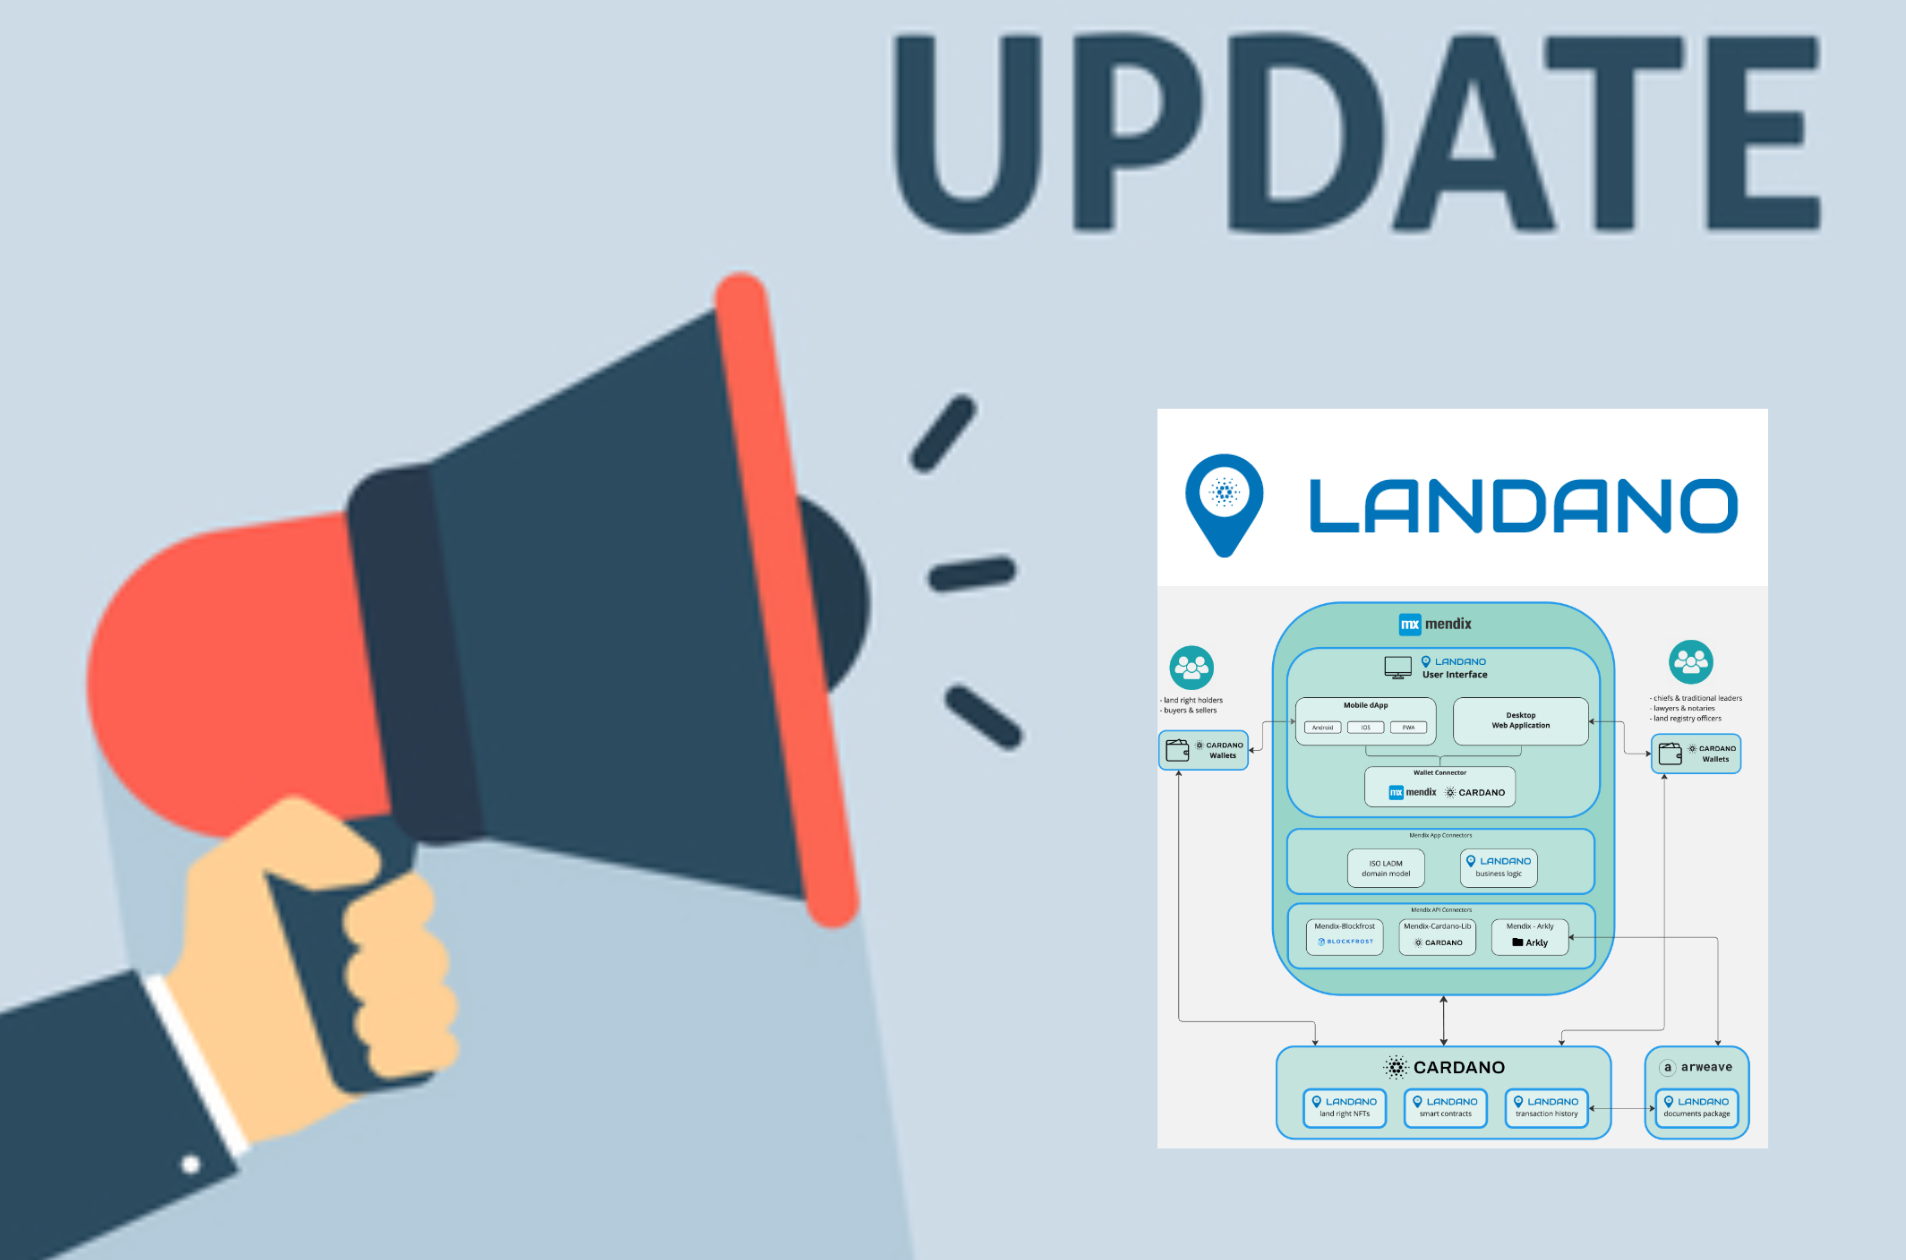 UPDATE
LANDANO
mx mendix
LANDANO
User Interface
- land right holders
- buyers & sellers
- chiefs & traditional leaders
- lawyers & notaries
- land registry officers
Mobile dApp
Android
iOS
PWA
Desktop
Web Application
CARDANO
Wallets
CARDANO
Wallets
Wallet Connector
mx mendix
CARDANO
Mendix App Connectors
ISO LADM
domain model
LANDANO
business logic
Mendix API Connectors
Mendix-Blockfrost
BLOCKFROST
Mendix-Cardano-Lib
CARDANO
Mendix - Arkly
Arkly
CARDANO
LANDANO
land right NFTs
LANDANO
smart contracts
LANDANO
transaction history
a arweave
LANDANO
documents package